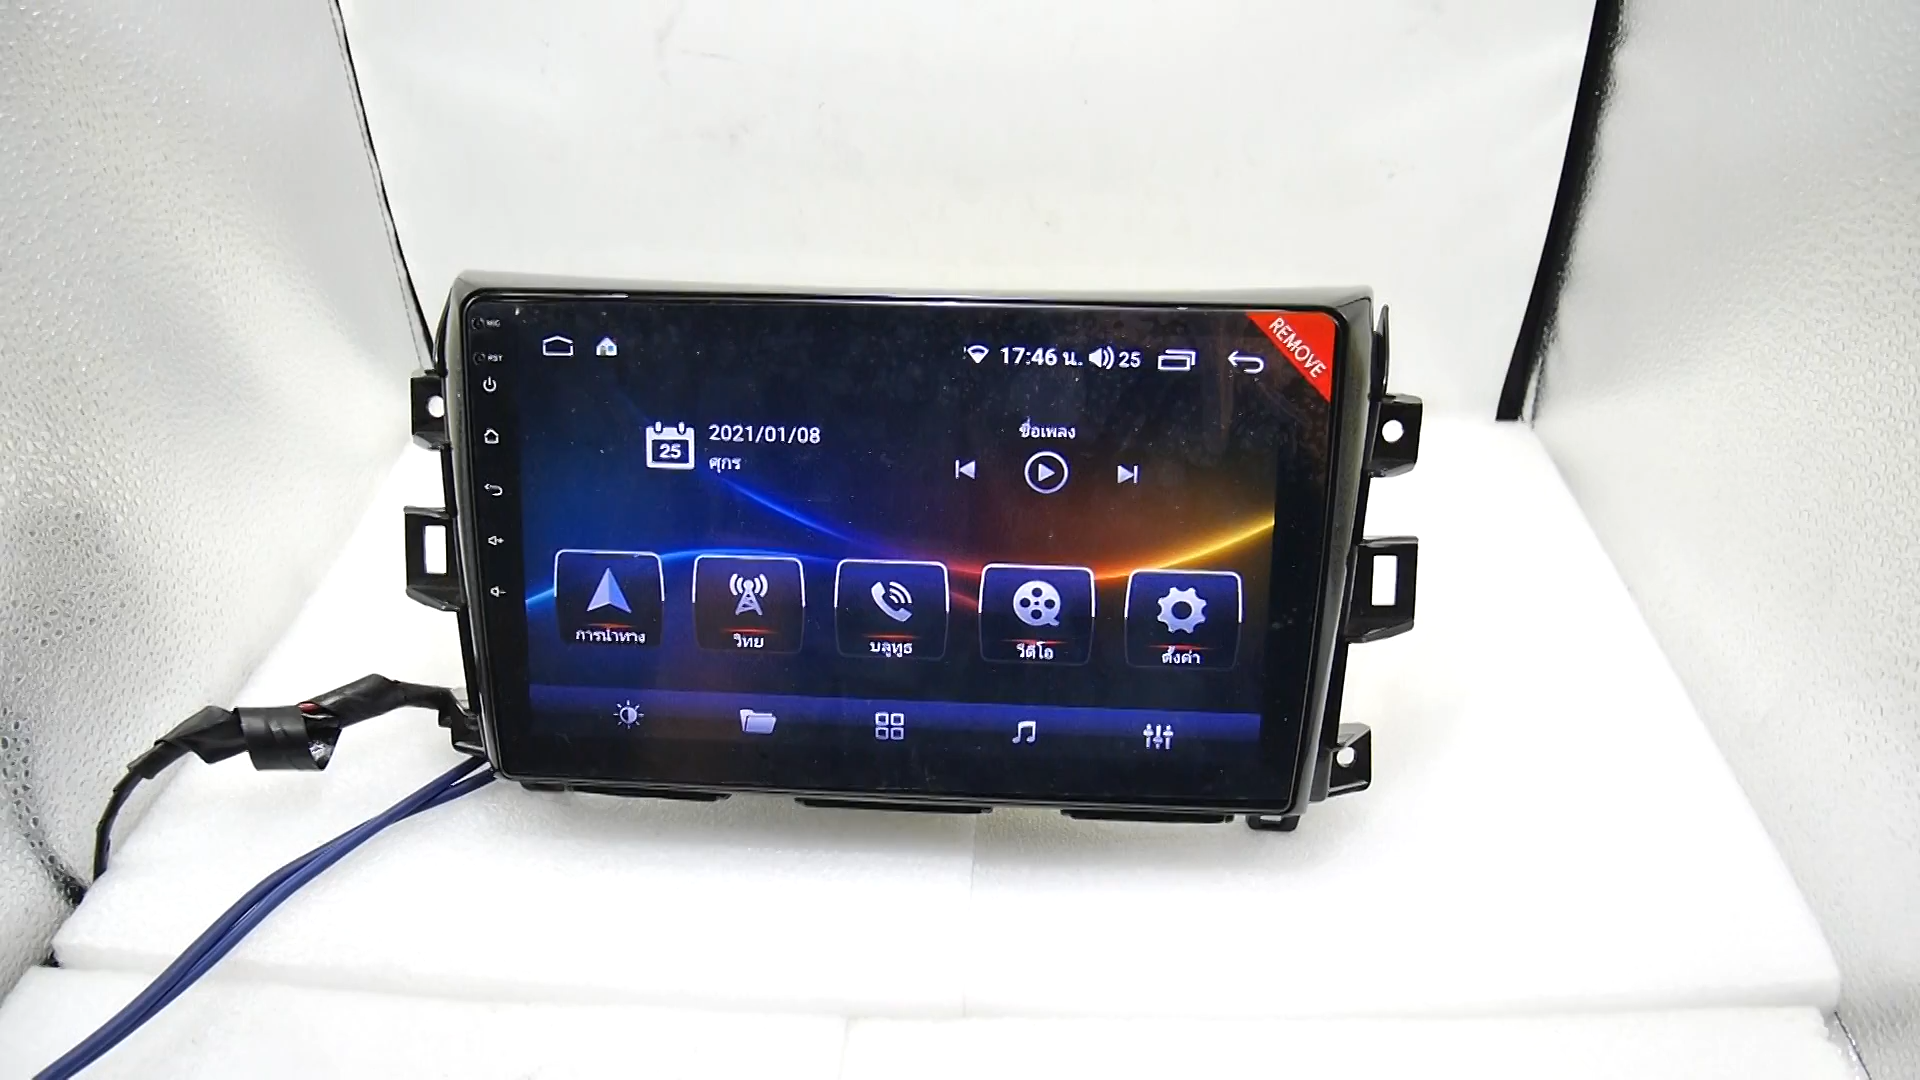 MIC
RST
17:46 น.
25
REMOVE
25
2021/01/08
ศุกร
ชื่อเพลง
การนำทาง
วิทยุ
บลูทูธ
วีดีโอ
ตั้งค่า